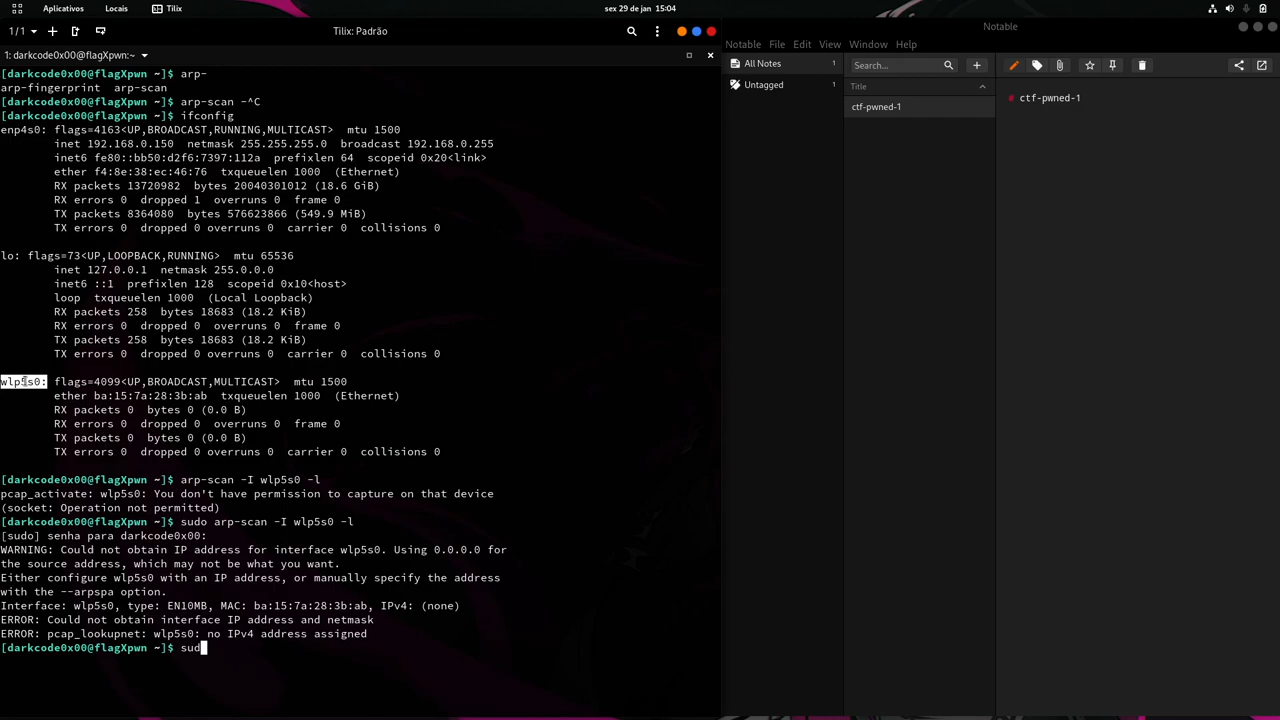 Aplicativos Locais Tilix sex 29 de jan 15:04
1/1 Tilix: Padrão
1: darkcode0x00@flagXpwn:~
[darkcode0x00@flagXpwn ~]$ arp-
arp-fingerprint arp-scan
[darkcode0x00@flagXpwn ~]$ arp-scan -^C
[darkcode0x00@flagXpwn ~]$ ifconfig
enp4s0: flags=4163<UP,BROADCAST,RUNNING,MULTICAST> mtu 1500
inet 192.168.0.150 netmask 255.255.255.0 broadcast 192.168.0.255
inet6 fe80::bb50:d2f6:7397:112a prefixlen 64 scopeid 0x20<link>
ether f4:8e:38:ec:46:76 txqueuelen 1000 (Ethernet)
RX packets 13720982 bytes 20040301012 (18.6 GiB)
RX errors 0 dropped 1 overruns 0 frame 0
TX packets 8364080 bytes 576623866 (549.9 MiB)
TX errors 0 dropped 0 overruns 0 carrier 0 collisions 0
lo: flags=73<UP,LOOPBACK,RUNNING> mtu 65536
inet 127.0.0.1 netmask 255.0.0.0
inet6 ::1 prefixlen 128 scopeid 0x10<host>
loop txqueuelen 1000 (Local Loopback)
RX packets 258 bytes 18683 (18.2 KiB)
RX errors 0 dropped 0 overruns 0 frame 0
TX packets 258 bytes 18683 (18.2 KiB)
TX errors 0 dropped 0 overruns 0 carrier 0 collisions 0
wlp5s0: flags=4099<UP,BROADCAST,MULTICAST> mtu 1500
ether ba:15:7a:28:3b:ab txqueuelen 1000 (Ethernet)
RX packets 0 bytes 0 (0.0 B)
RX errors 0 dropped 0 overruns 0 frame 0
TX packets 0 bytes 0 (0.0 B)
TX errors 0 dropped 0 overruns 0 carrier 0 collisions 0
[darkcode0x00@flagXpwn ~]$ arp-scan -I wlp5s0 -l
pcap_activate: wlp5s0: You don't have permission to capture on that device
(socket: Operation not permitted)
[darkcode0x00@flagXpwn ~]$ sudo arp-scan -I wlp5s0 -l
[sudo] senha para darkcode0x00:
WARNING: Could not obtain IP address for interface wlp5s0. Using 0.0.0.0 for
the source address, which may not be what you want.
Either configure wlp5s0 with an IP address, or manually specify the address
with the --arpspa option.
Interface: wlp5s0, type: EN10MB, MAC: ba:15:7a:28:3b:ab, IPv4: (none)
ERROR: Could not obtain interface IP address and netmask
ERROR: pcap_lookupnet: wlp5s0: no IPv4 address assigned
[darkcode0x00@flagXpwn ~]$ sud
Notable
Notable File Edit View Window Help
All Notes 1
Untagged 1
Search...
Title
ctf-pwned-1
# ctf-pwned-1